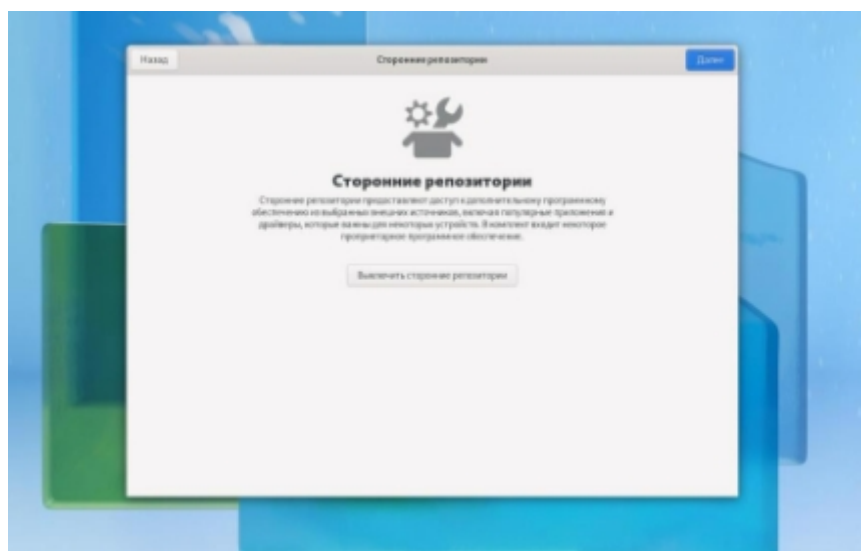 Назад
Сторонние репозитории
Далее
Сторонние репозитории
Сторонние репозитории предоставляют доступ к дополнительному программному
обеспечению из выбранных внешних источников, включая популярные приложения и
драйверы, которые важны для некоторых устройств. В комплект входит некоторое
проприетарное программное обеспечение.
Выключить сторонние репозитории